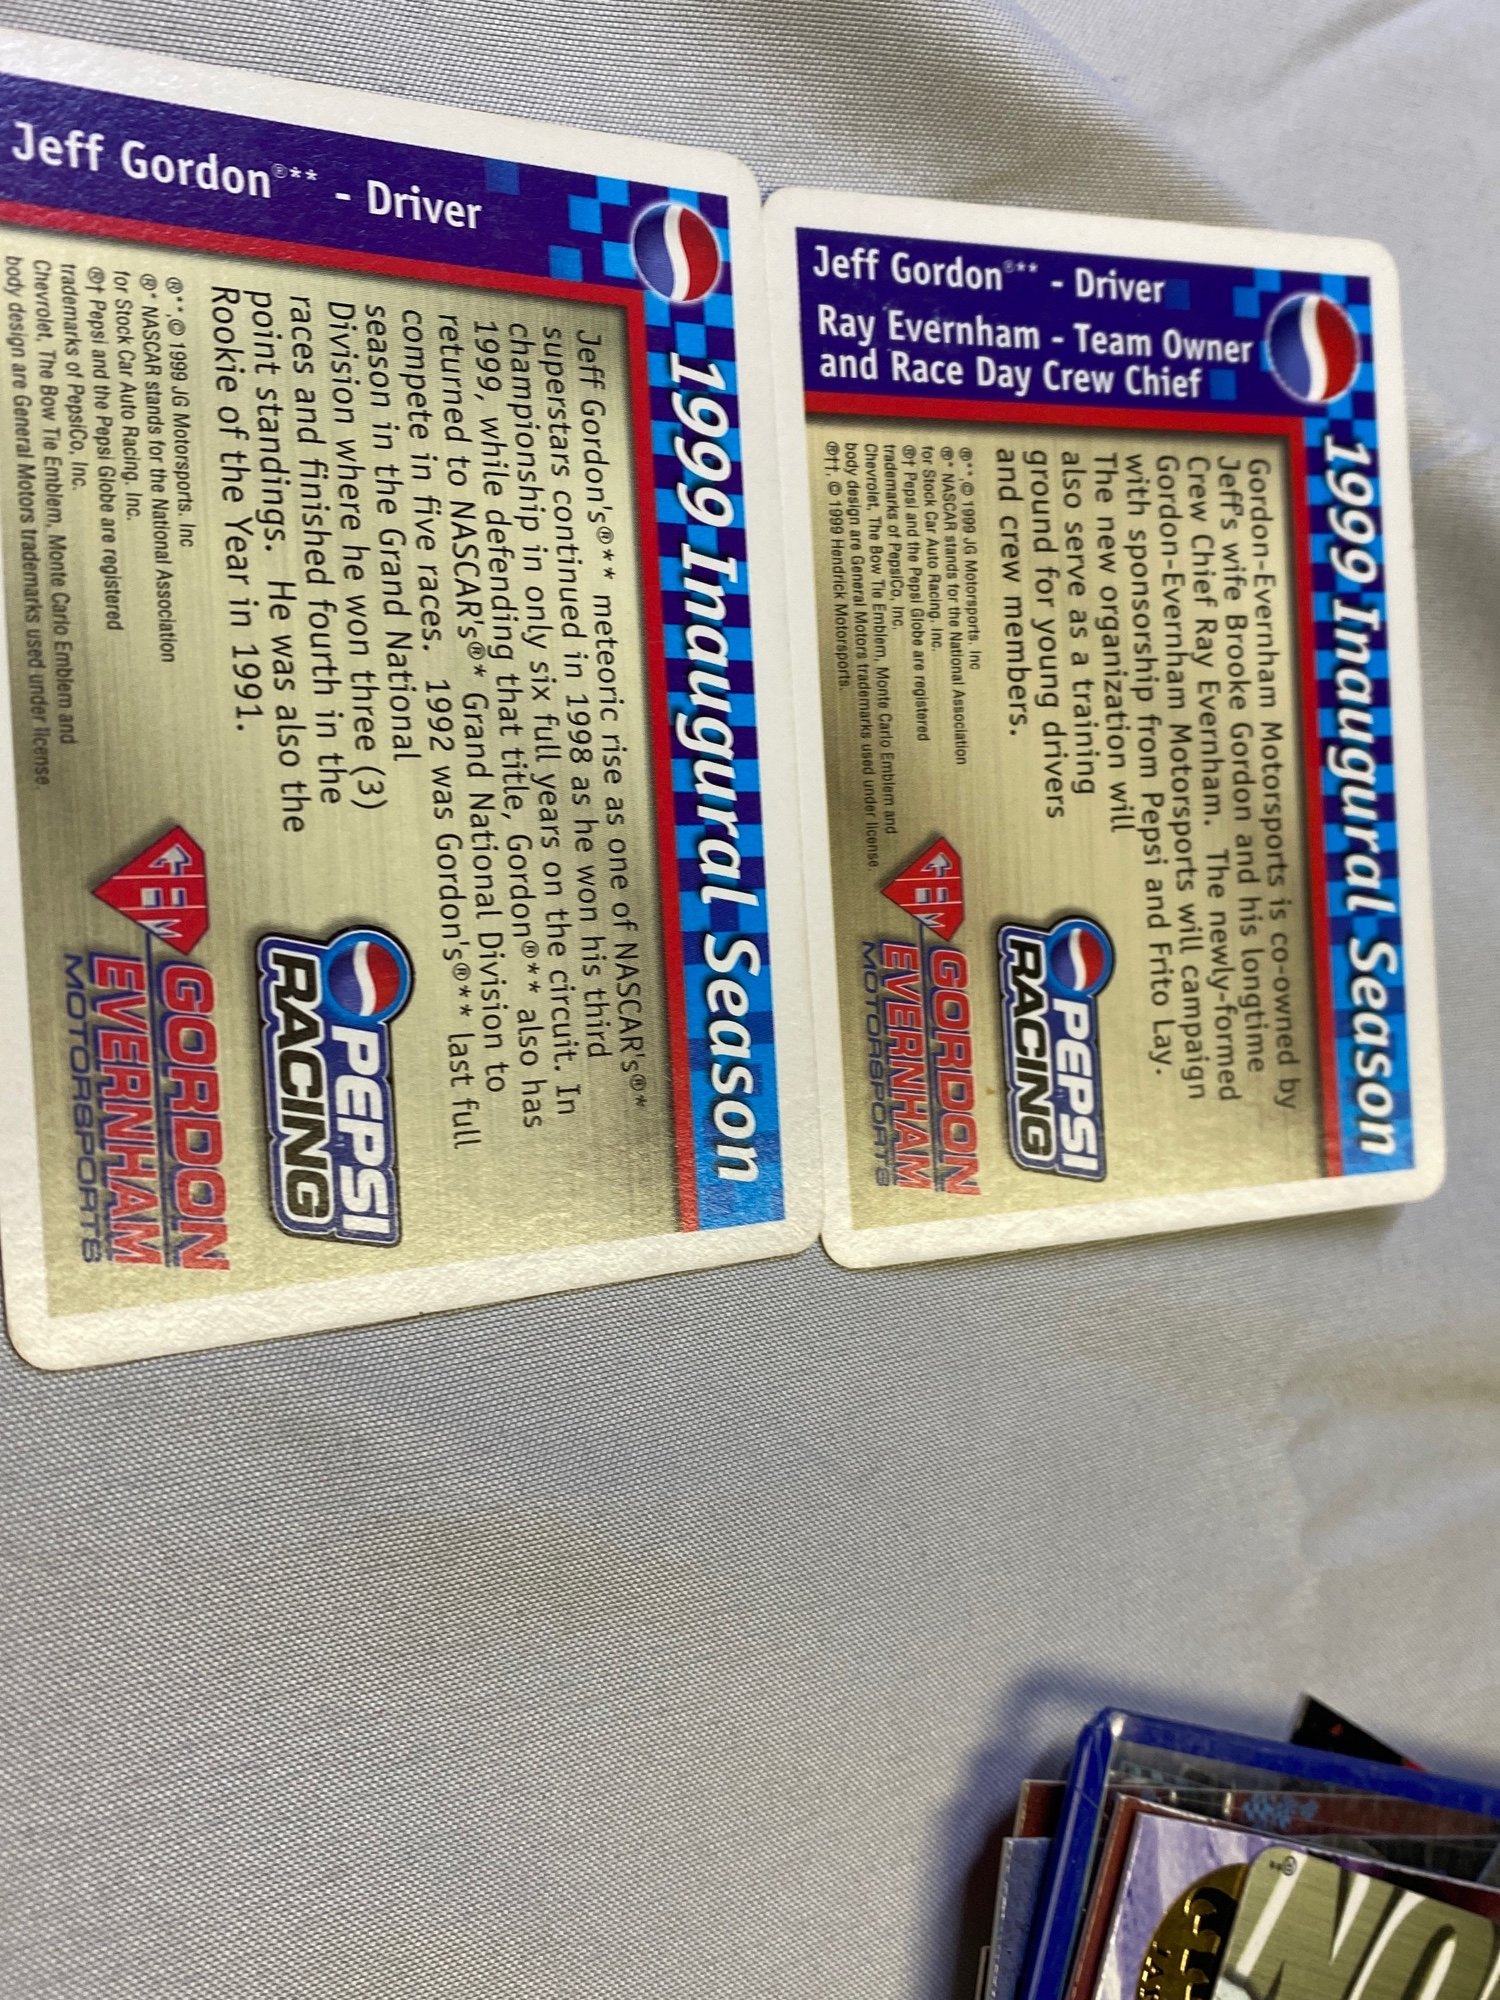 1999 Inaugural Season
Jeff Gordon®** - Driver
Jeff Gordon's®** meteoric rise as one of NASCAR's®*
superstars continued in 1998 as he won his third
championship in only six full years on the circuit. In
1999, while defending that title, Gordon®** also has
returned to NASCAR's®* Grand National Division to
compete in five races. 1992 was Gordon's®** last full
season in the Grand National
Division where he won three (3)
races and finished fourth in the
point standings. He was also the
Rookie of the Year in 1991.
®**,© 1999 JG Motorsports. Inc
®* NASCAR stands for the National Association
for Stock Car Auto Racing. Inc.
®† Pepsi and the Pepsi Globe are registered
trademarks of PepsiCo, Inc.
Chevrolet, The Bow Tie Emblem, Monte Carlo Emblem and
body design are General Motors trademarks used under license.
PEPSI
RACING
GEM
GORDON
EVERNHAM
MOTORSPORTS
1999 Inaugural Season
Jeff Gordon®** - Driver
Ray Evernham - Team Owner
and Race Day Crew Chief
Gordon-Evernham Motorsports is co-owned by
Jeff's wife Brooke Gordon and his longtime
Crew Chief Ray Evernham. The newly-formed
Gordon-Evernham Motorsports will campaign
with sponsorship from Pepsi and Frito Lay.
The new organization will
also serve as a training
ground for young drivers
and crew members.
®**,© 1999 JG Motorsports. Inc
®* NASCAR stands for the National Association
for Stock Car Auto Racing. Inc.
®† Pepsi and the Pepsi Globe are registered
trademarks of PepsiCo, Inc.
Chevrolet, The Bow Tie Emblem, Monte Carlo Emblem and
body design are General Motors trademarks used under license.
®††. © 1999 Hendrick Motorsports.
PEPSI
RACING
GEM
GORDON
EVERNHAM
MOTORSPORTS